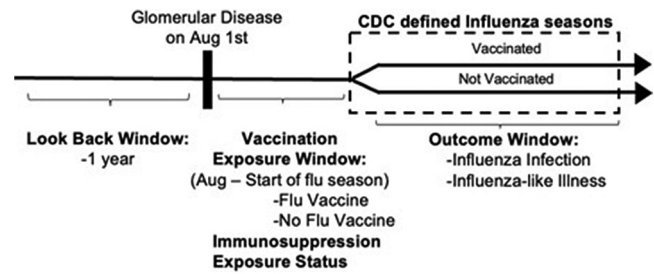 Glomerular Disease
on Aug 1st
CDC defined Influenza seasons
Vaccinated
Not Vaccinated
Look Back Window:
-1 year
Vaccination
Exposure Window:
(Aug – Start of flu season)
-Flu Vaccine
-No Flu Vaccine
Immunosuppression
Exposure Status
Outcome Window:
-Influenza Infection
-Influenza-like Illness